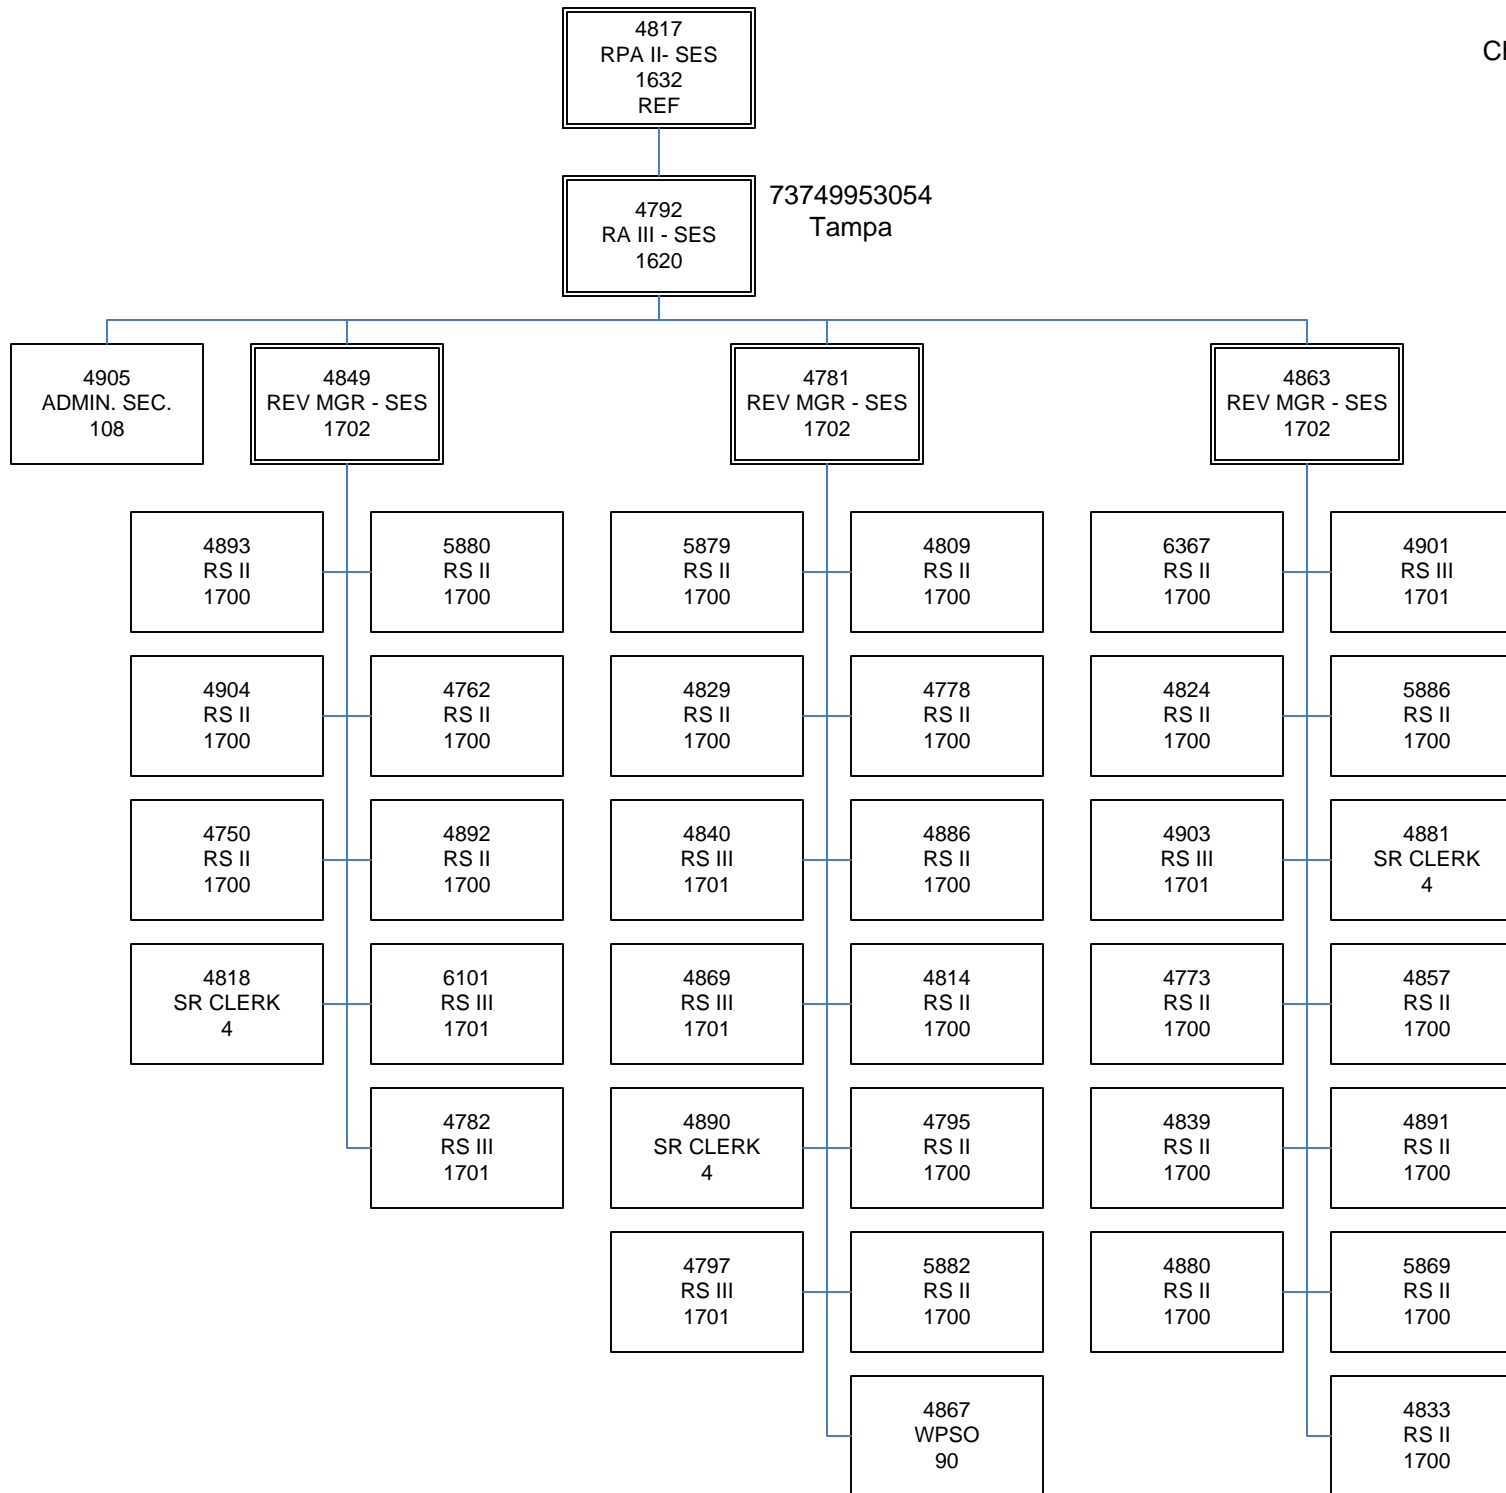 4817
RPA II- SES
1632
REF
4792
RA III - SES
1620
73749953054
Tampa
4905
ADMIN. SEC.
108
4849
REV MGR - SES
1702
4781
REV MGR - SES
1702
4863
REV MGR - SES
1702
4893
RS II
1700
5880
RS II
1700
5879
RS II
1700
4809
RS II
1700
6367
RS II
1700
4901
RS III
1701
4904
RS II
1700
4762
RS II
1700
4829
RS II
1700
4778
RS II
1700
4824
RS II
1700
5886
RS II
1700
4750
RS II
1700
4892
RS II
1700
4840
RS III
1701
4886
RS II
1700
4903
RS III
1701
4881
SR CLERK
4
4818
SR CLERK
4
6101
RS III
1701
4869
RS III
1701
4814
RS II
1700
4773
RS II
1700
4857
RS II
1700
4782
RS III
1701
4890
SR CLERK
4
4795
RS II
1700
4839
RS II
1700
4891
RS II
1700
4797
RS III
1701
5882
RS II
1700
4880
RS II
1700
5869
RS II
1700
4867
WPSO
90
4833
RS II
1700